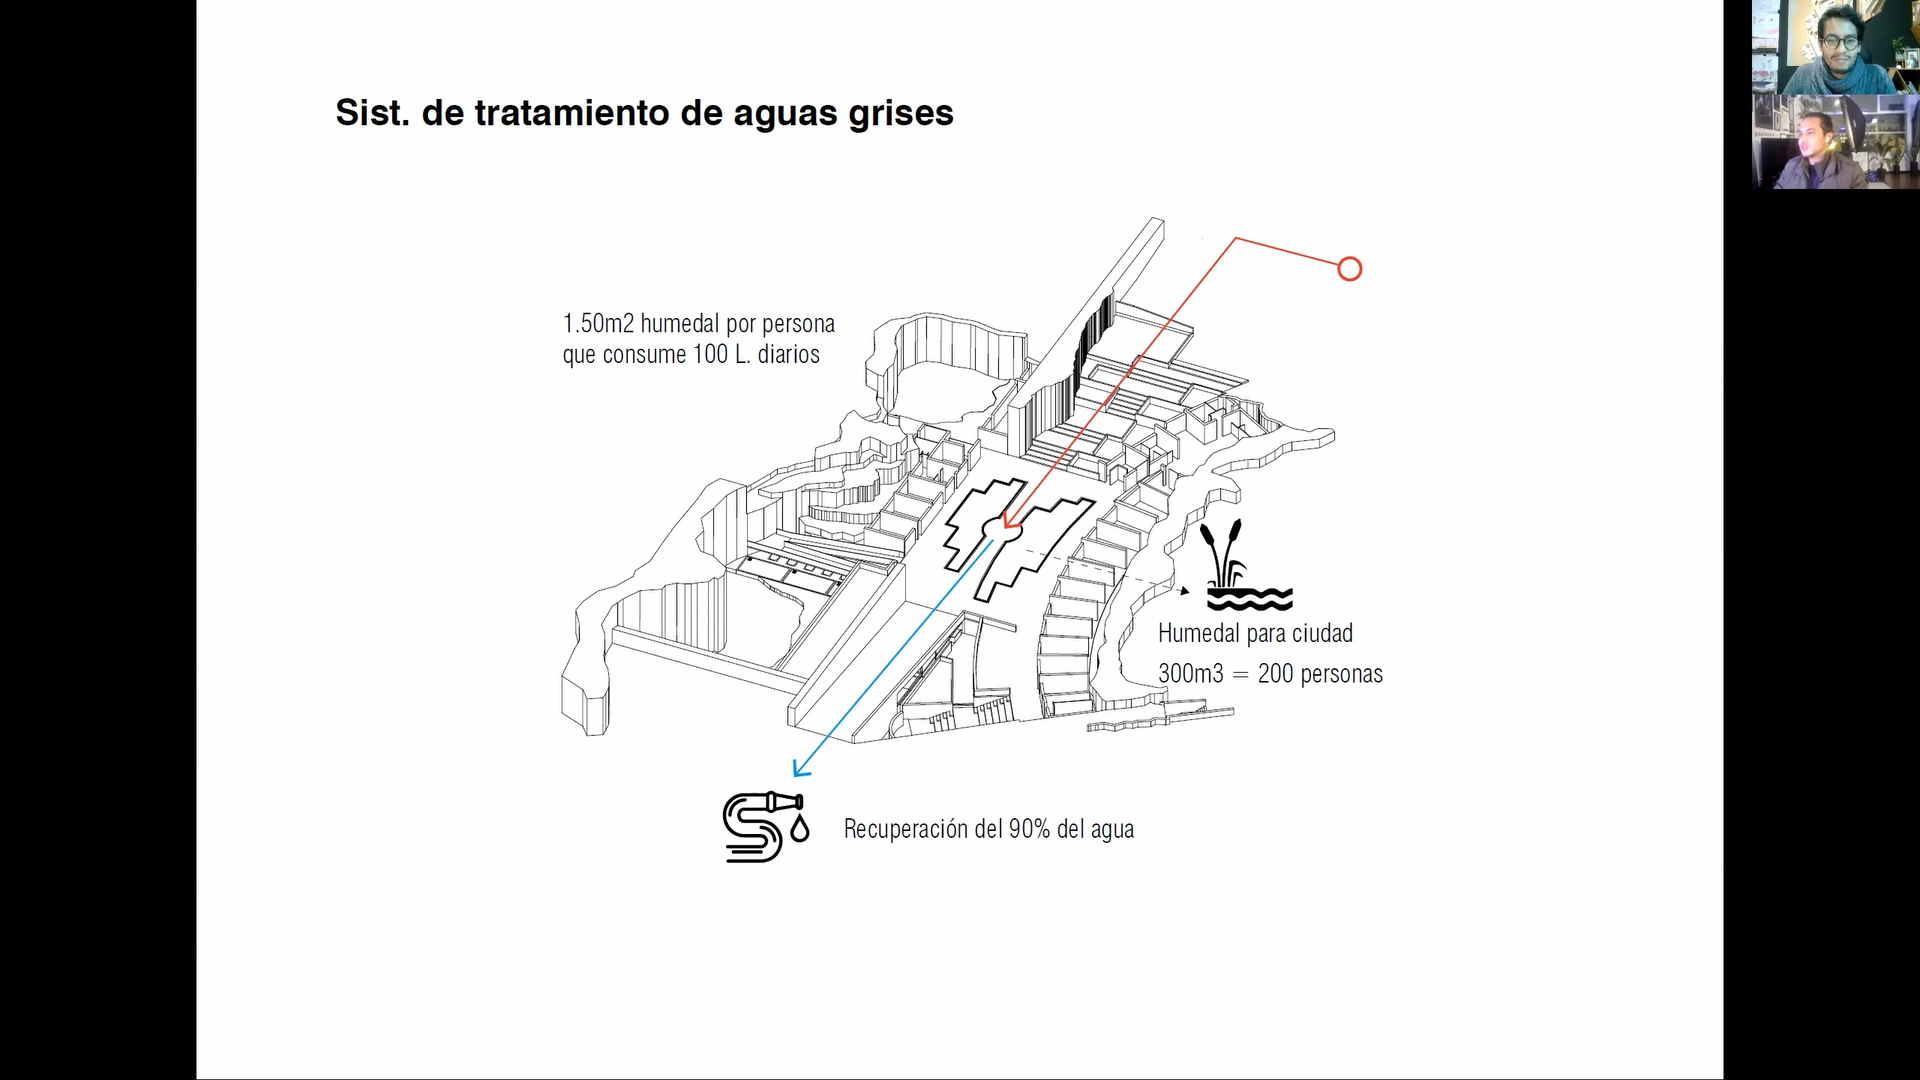 Sist. de tratamiento de aguas grises
1.50m2 humedal por persona
que consume 100 L. diarios
Humedal para ciudad
300m3 = 200 personas
Recuperación del 90% del agua